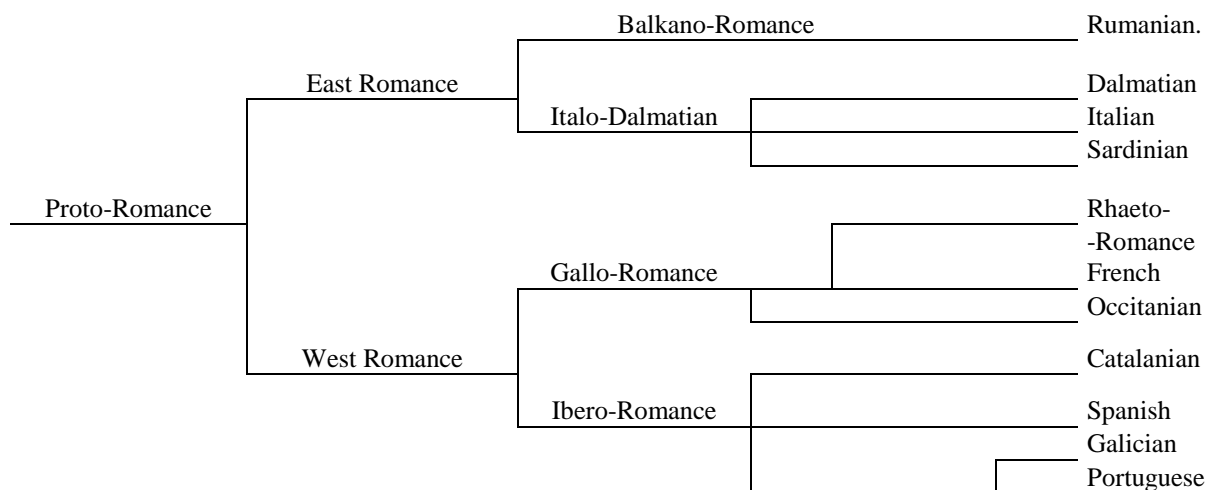 Balkano-Romance Rumanian.
East Romance Dalmatian
Italo-Dalmatian Italian
Sardinian
Proto-Romance Rhaeto-
-Romance
Gallo-Romance French
Occitanian
West Romance Catalanian
Ibero-Romance Spanish
Galician
Portuguese